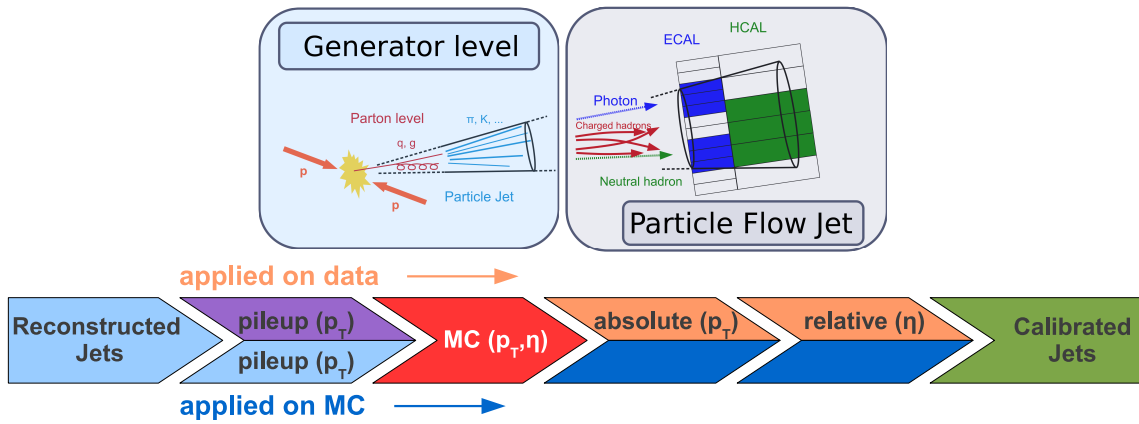 Generator level
Parton level
q, g
π, K, ...
p
p
Particle Jet
ECAL
HCAL
Photon
Charged hadrons
Neutral hadron
Particle Flow Jet
applied on data
Reconstructed
Jets
pileup (pT)
pileup (pT)
MC (pT,η)
absolute (pT)
relative (η)
Calibrated
Jets
applied on MC